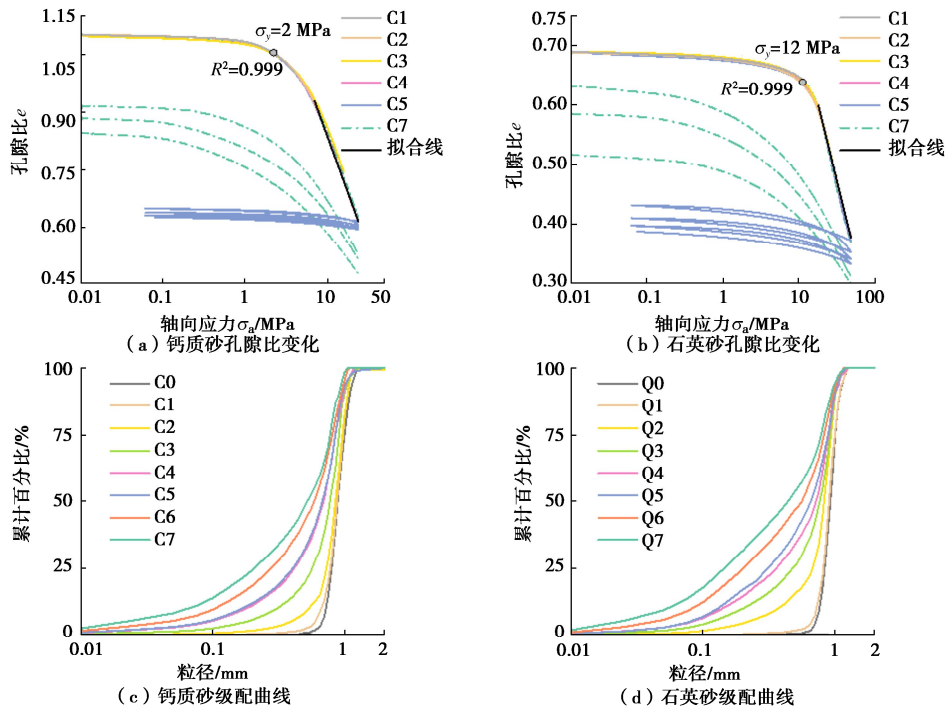 1.15
1.05
0.90
0.75
0.60
0.45
孔隙比e
0.01
0.1
1
10
50
轴向应力σa/MPa
σy=2 MPa
R²=0.999
C1
C2
C3
C4
C5
C7
拟合线
(a)钙质砂孔隙比变化
0.75
0.70
0.60
0.50
0.40
0.30
孔隙比e
0.01
0.1
1
10
100
轴向应力σa/MPa
σy=12 MPa
R²=0.999
C1
C2
C3
C4
C5
C7
拟合线
(b)石英砂孔隙比变化
100
75
50
25
0
累计百分比/%
0.01
0.1
1
2
粒径/mm
C0
C1
C2
C3
C4
C5
C6
C7
(c)钙质砂级配曲线
100
75
50
25
0
累计百分比/%
0.01
0.1
1
2
粒径/mm
Q0
Q1
Q2
Q3
Q4
Q5
Q6
Q7
(d)石英砂级配曲线